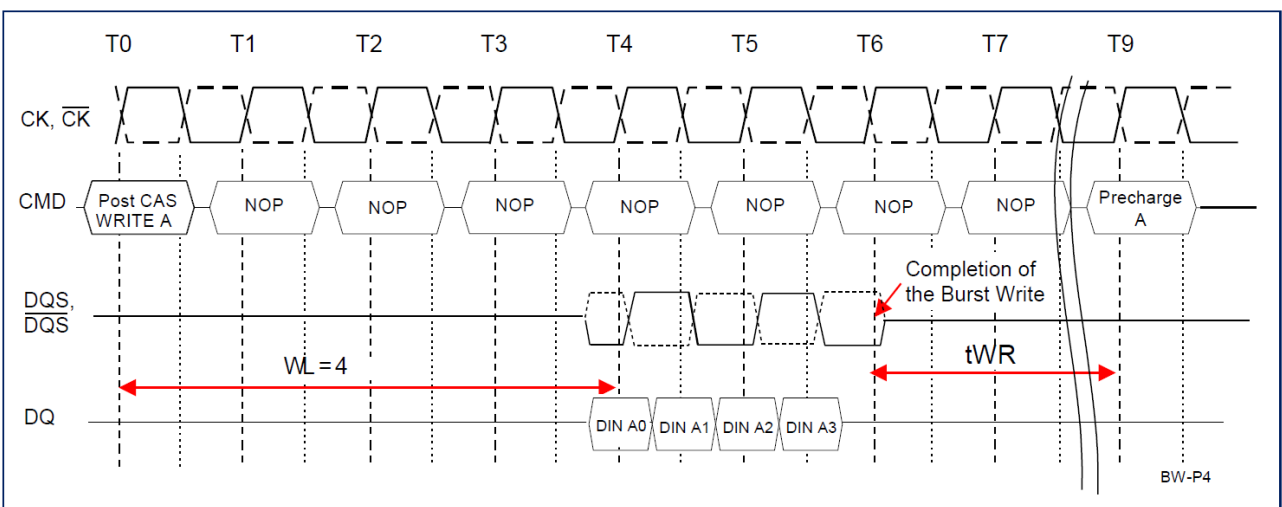 T0 T1 T2 T3 T4 T5 T6 T7 T9
CK, CK
CMD
Post CAS
WRITE A
NOP NOP NOP NOP NOP NOP NOP
Precharge
A
Completion of
the Burst Write
DQS,
DQS
WL = 4
tWR
DQ
DIN A0 DIN A1 DIN A2 DIN A3
BW-P4